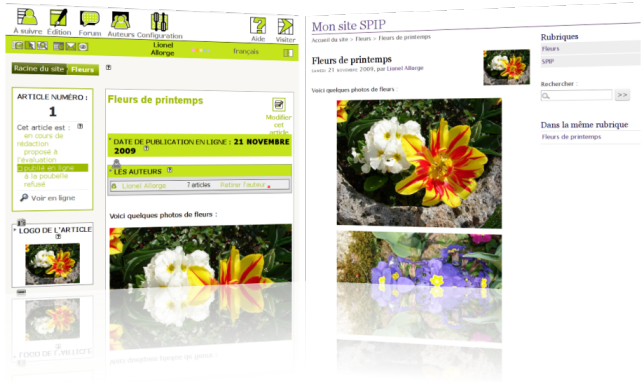 A suivre Edition Forum Auteurs Configuration
Aide Visiter
Lionel
Allorge
français
Racine du site Fleurs
ARTICLE NUMÉRO :
1
Cet article est :
en cours de
rédaction
proposé à
l'évaluation
publié en ligne
à la poubelle
refusé
Voir en ligne
LOGO DE L'ARTICLE
Fleurs de printemps
Modifier
cet
article
DATE DE PUBLICATION EN LIGNE : 21 NOVEMBRE
2009
LES AUTEURS
Lionel Allorge 7 articles Retirer l'auteur
Voici quelques photos de fleurs :
Mon site SPIP
Accueil du site > Fleurs > Fleurs de printemps
Fleurs de printemps
samedi 21 novembre 2009, par Lionel Allorge
Voici quelques photos de fleurs :
Rubriques
Fleurs
SPIP
Rechercher :
>>
Dans la même rubrique
Fleurs de printemps